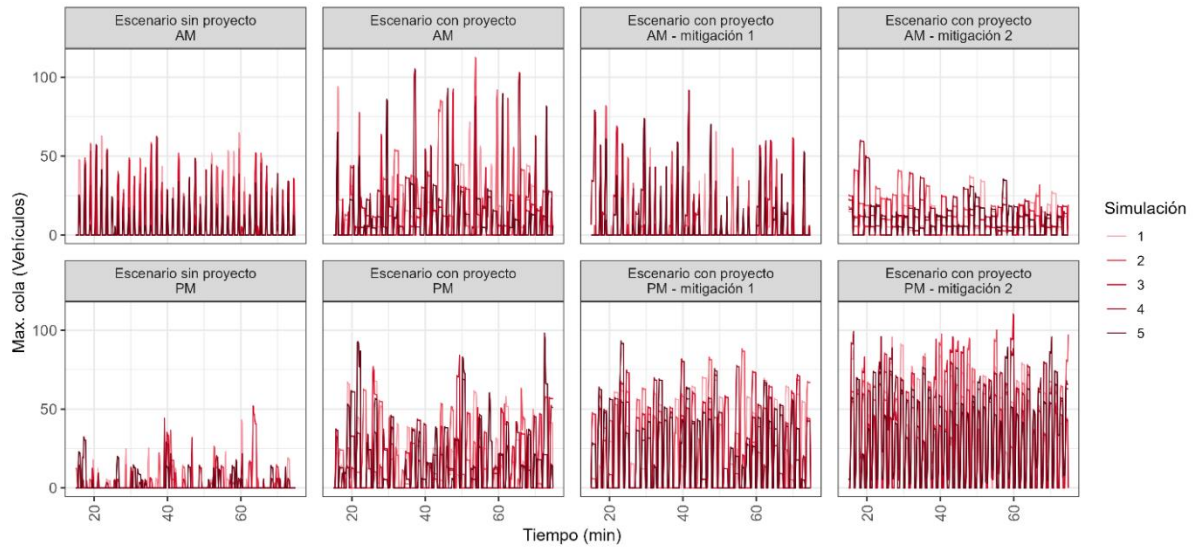 Escenario sin proyecto
AM
Escenario con proyecto
AM
Escenario con proyecto
AM - mitigación 1
Escenario con proyecto
AM - mitigación 2
100
50
0
Escenario sin proyecto
PM
Escenario con proyecto
PM
Escenario con proyecto
PM - mitigación 1
Escenario con proyecto
PM - mitigación 2
100
50
0
Max. cola (Vehículos)
20
40
60
20
40
60
20
40
60
20
40
60
Tiempo (min)
Simulación
1
2
3
4
5